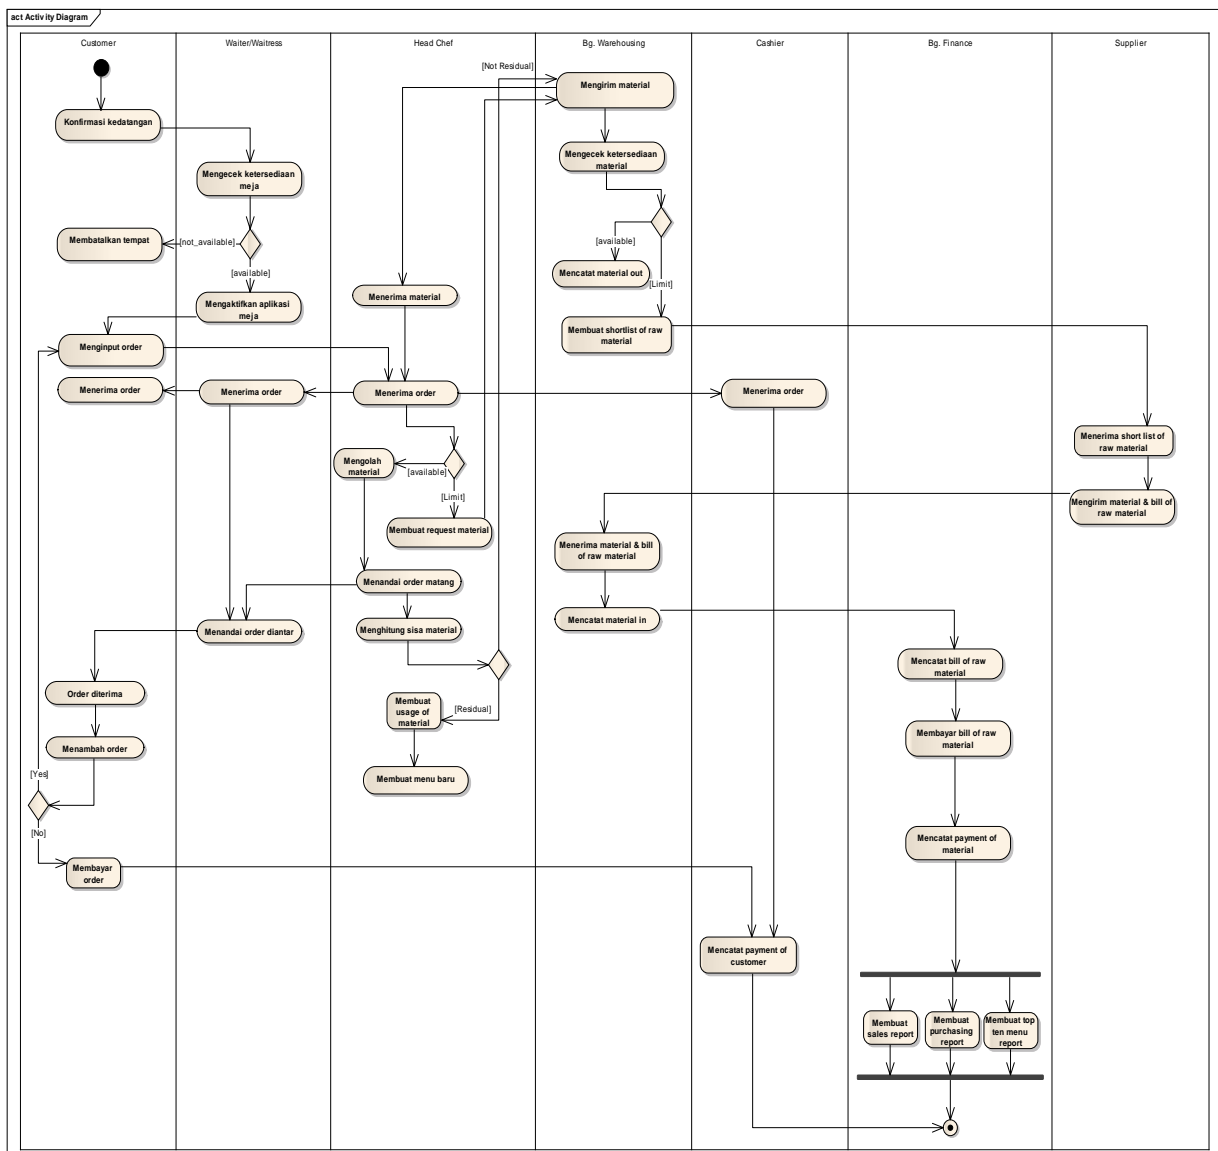 act Activity Diagram
Customer
Waiter/Waitress
Head Chef
Bg. Warehousing
Cashier
Bg. Finance
Supplier
[Not Residual]
Mengirim material
Konfirmasi kedatangan
Mengecek ketersediaan
material
Mengecek ketersediaan
meja
Membatalkan tempat
[not_available]
[available]
[available]
Mencatat material out
[Limit]
Mengaktifkan aplikasi
meja
Menerima material
Membuat shortlist of raw
material
Menginput order
Menerima order
Menerima order
Menerima order
Menerima order
Menerima short list of
raw material
Mengolah
material
[available]
[Limit]
Mengirim material & bill of
raw material
Membuat request material
Menerima material & bill
of raw material
Menandai order matang
Mencatat material in
Menghitung sisa material
Menandai order diantar
Mencatat bill of raw
material
Order diterima
Membuat
usage of
material
[Residual]
Membayar bill of raw
material
Menambah order
Membuat menu baru
[Yes]
[No]
Mencatat payment of
material
Membayar
order
Mencatat payment of
customer
Membuat
sales report
Membuat
purchasing
report
Membuat top
ten menu
report